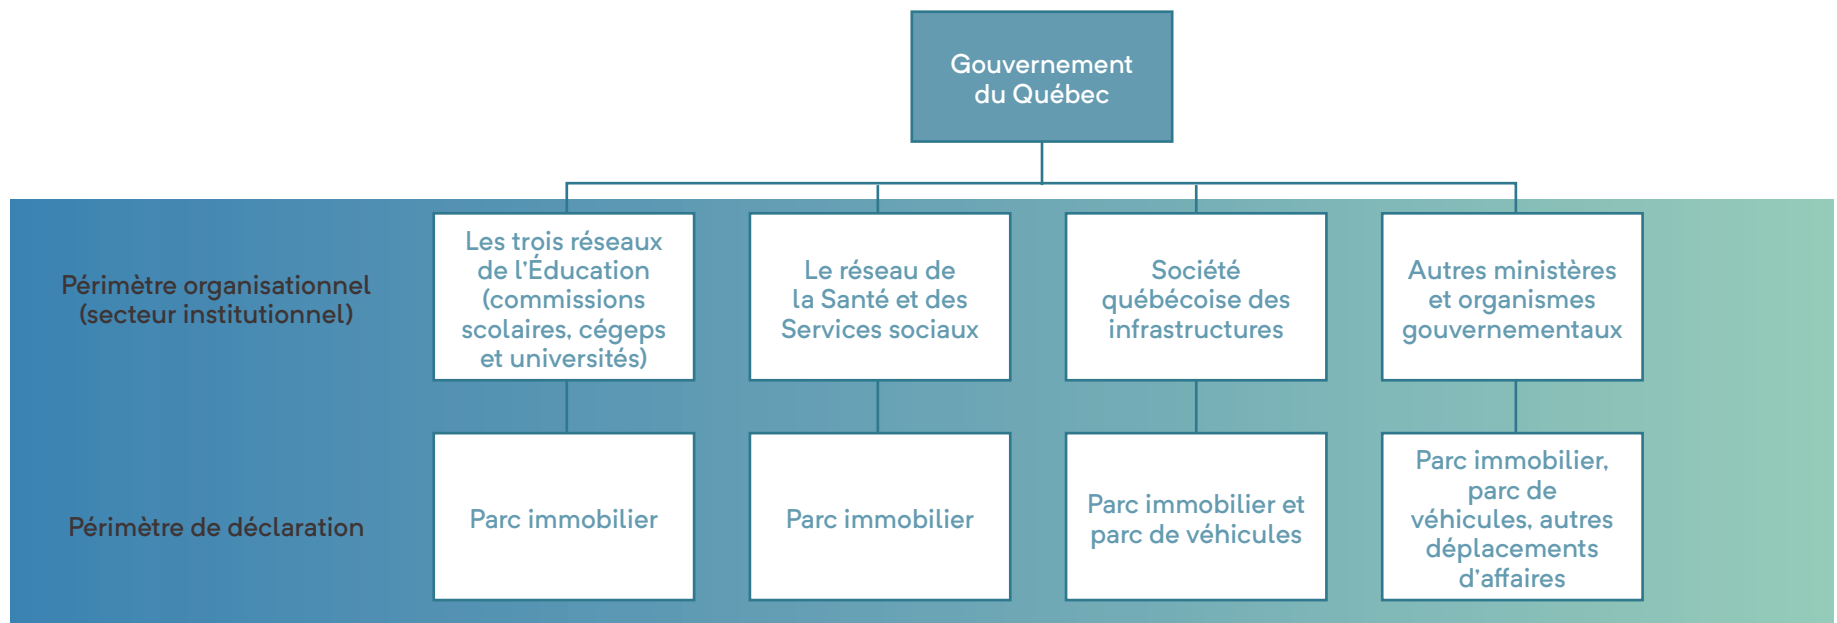 Gouvernement
du Québec
Périmètre organisationnel
(secteur institutionnel)
Les trois réseaux
de l'Éducation
(commissions
scolaires, cégeps
et universités)
Le réseau de
la Santé et des
Services sociaux
Société
québécoise des
infrastructures
Autres ministères
et organismes
gouvernementaux
Périmètre de déclaration
Parc immobilier
Parc immobilier
Parc immobilier et
parc de véhicules
Parc immobilier,
parc de
véhicules, autres
déplacements
d'affaires